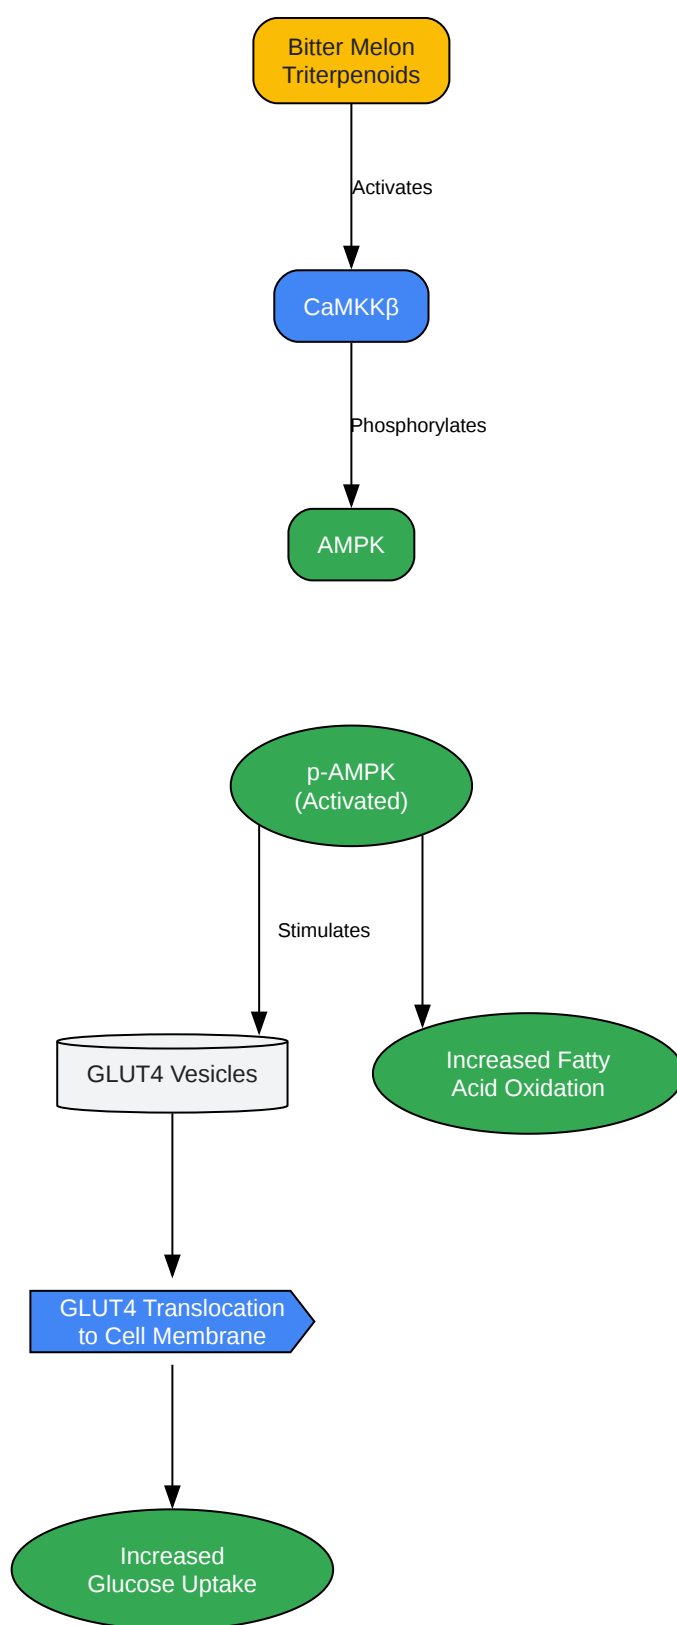 Bitter Melon
Triterpenoids
Activates
CaMKKβ
Phosphorylates
AMPK
p-AMPK
(Activated)
Stimulates
GLUT4 Vesicles
Increased Fatty
Acid Oxidation
GLUT4 Translocation
to Cell Membrane
Increased
Glucose Uptake